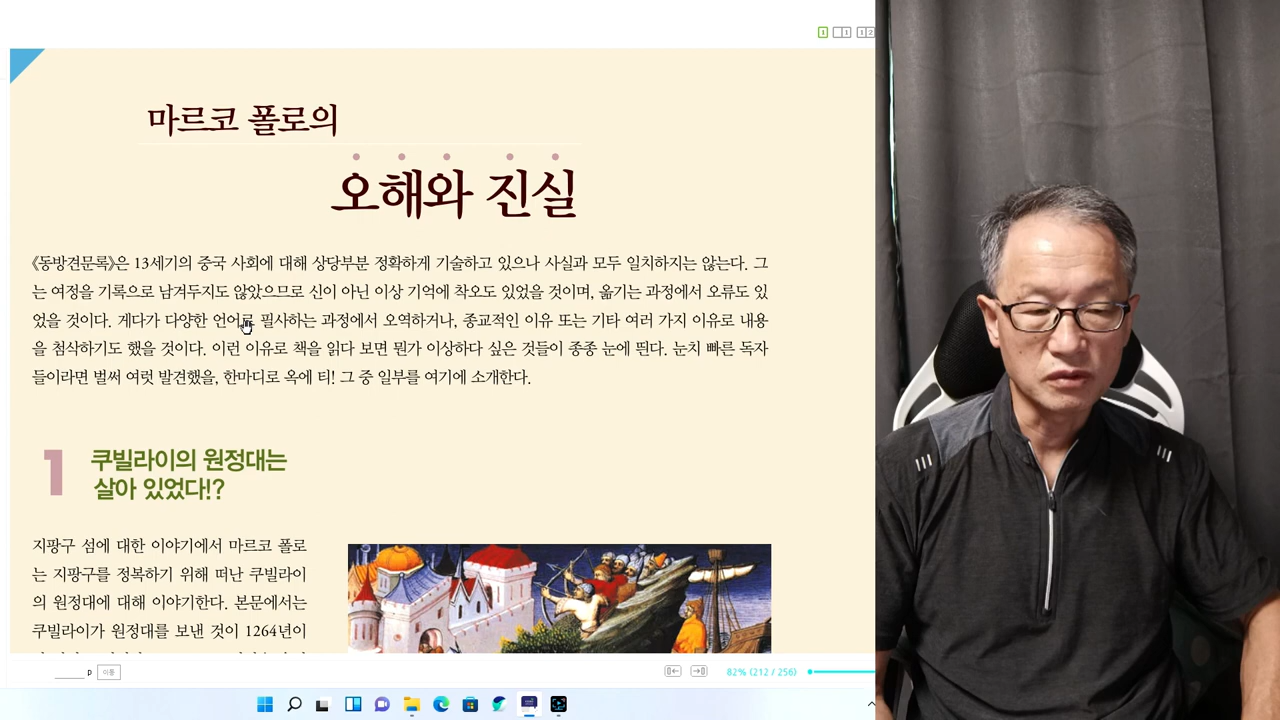 마르코 폴로의
오해와 진실
《동방견문록》은 13세기의 중국 사회에 대해 상당부분 정확하게 기술하고 있으나 사실과 모두 일치하지는 않는다. 그
는 여정을 기록으로 남겨두지도 않았으므로 신이 아닌 이상 기억에 착오도 있었을 것이며, 옮기는 과정에서 오류도 있
었을 것이다. 게다가 다양한 언어로 필사하는 과정에서 오역하거나, 종교적인 이유 또는 기타 여러 가지 이유로 내용
을 첨삭하기도 했을 것이다. 이런 이유로 책을 읽다 보면 뭔가 이상하다 싶은 것들이 종종 눈에 띈다. 눈치 빠른 독자
들이라면 벌써 여럿 발견했을, 한마디로 옥에 티! 그 중 일부를 여기에 소개한다.
1 쿠빌라이의 원정대는
살아 있었다!?
지팡구 섬에 대한 이야기에서 마르코 폴로
는 지팡구를 정복하기 위해 떠난 쿠빌라이
의 원정대에 대해 이야기한다. 본문에서는
쿠빌라이가 원정대를 보낸 것이 1264년이
p 이동
82% (212 / 256)